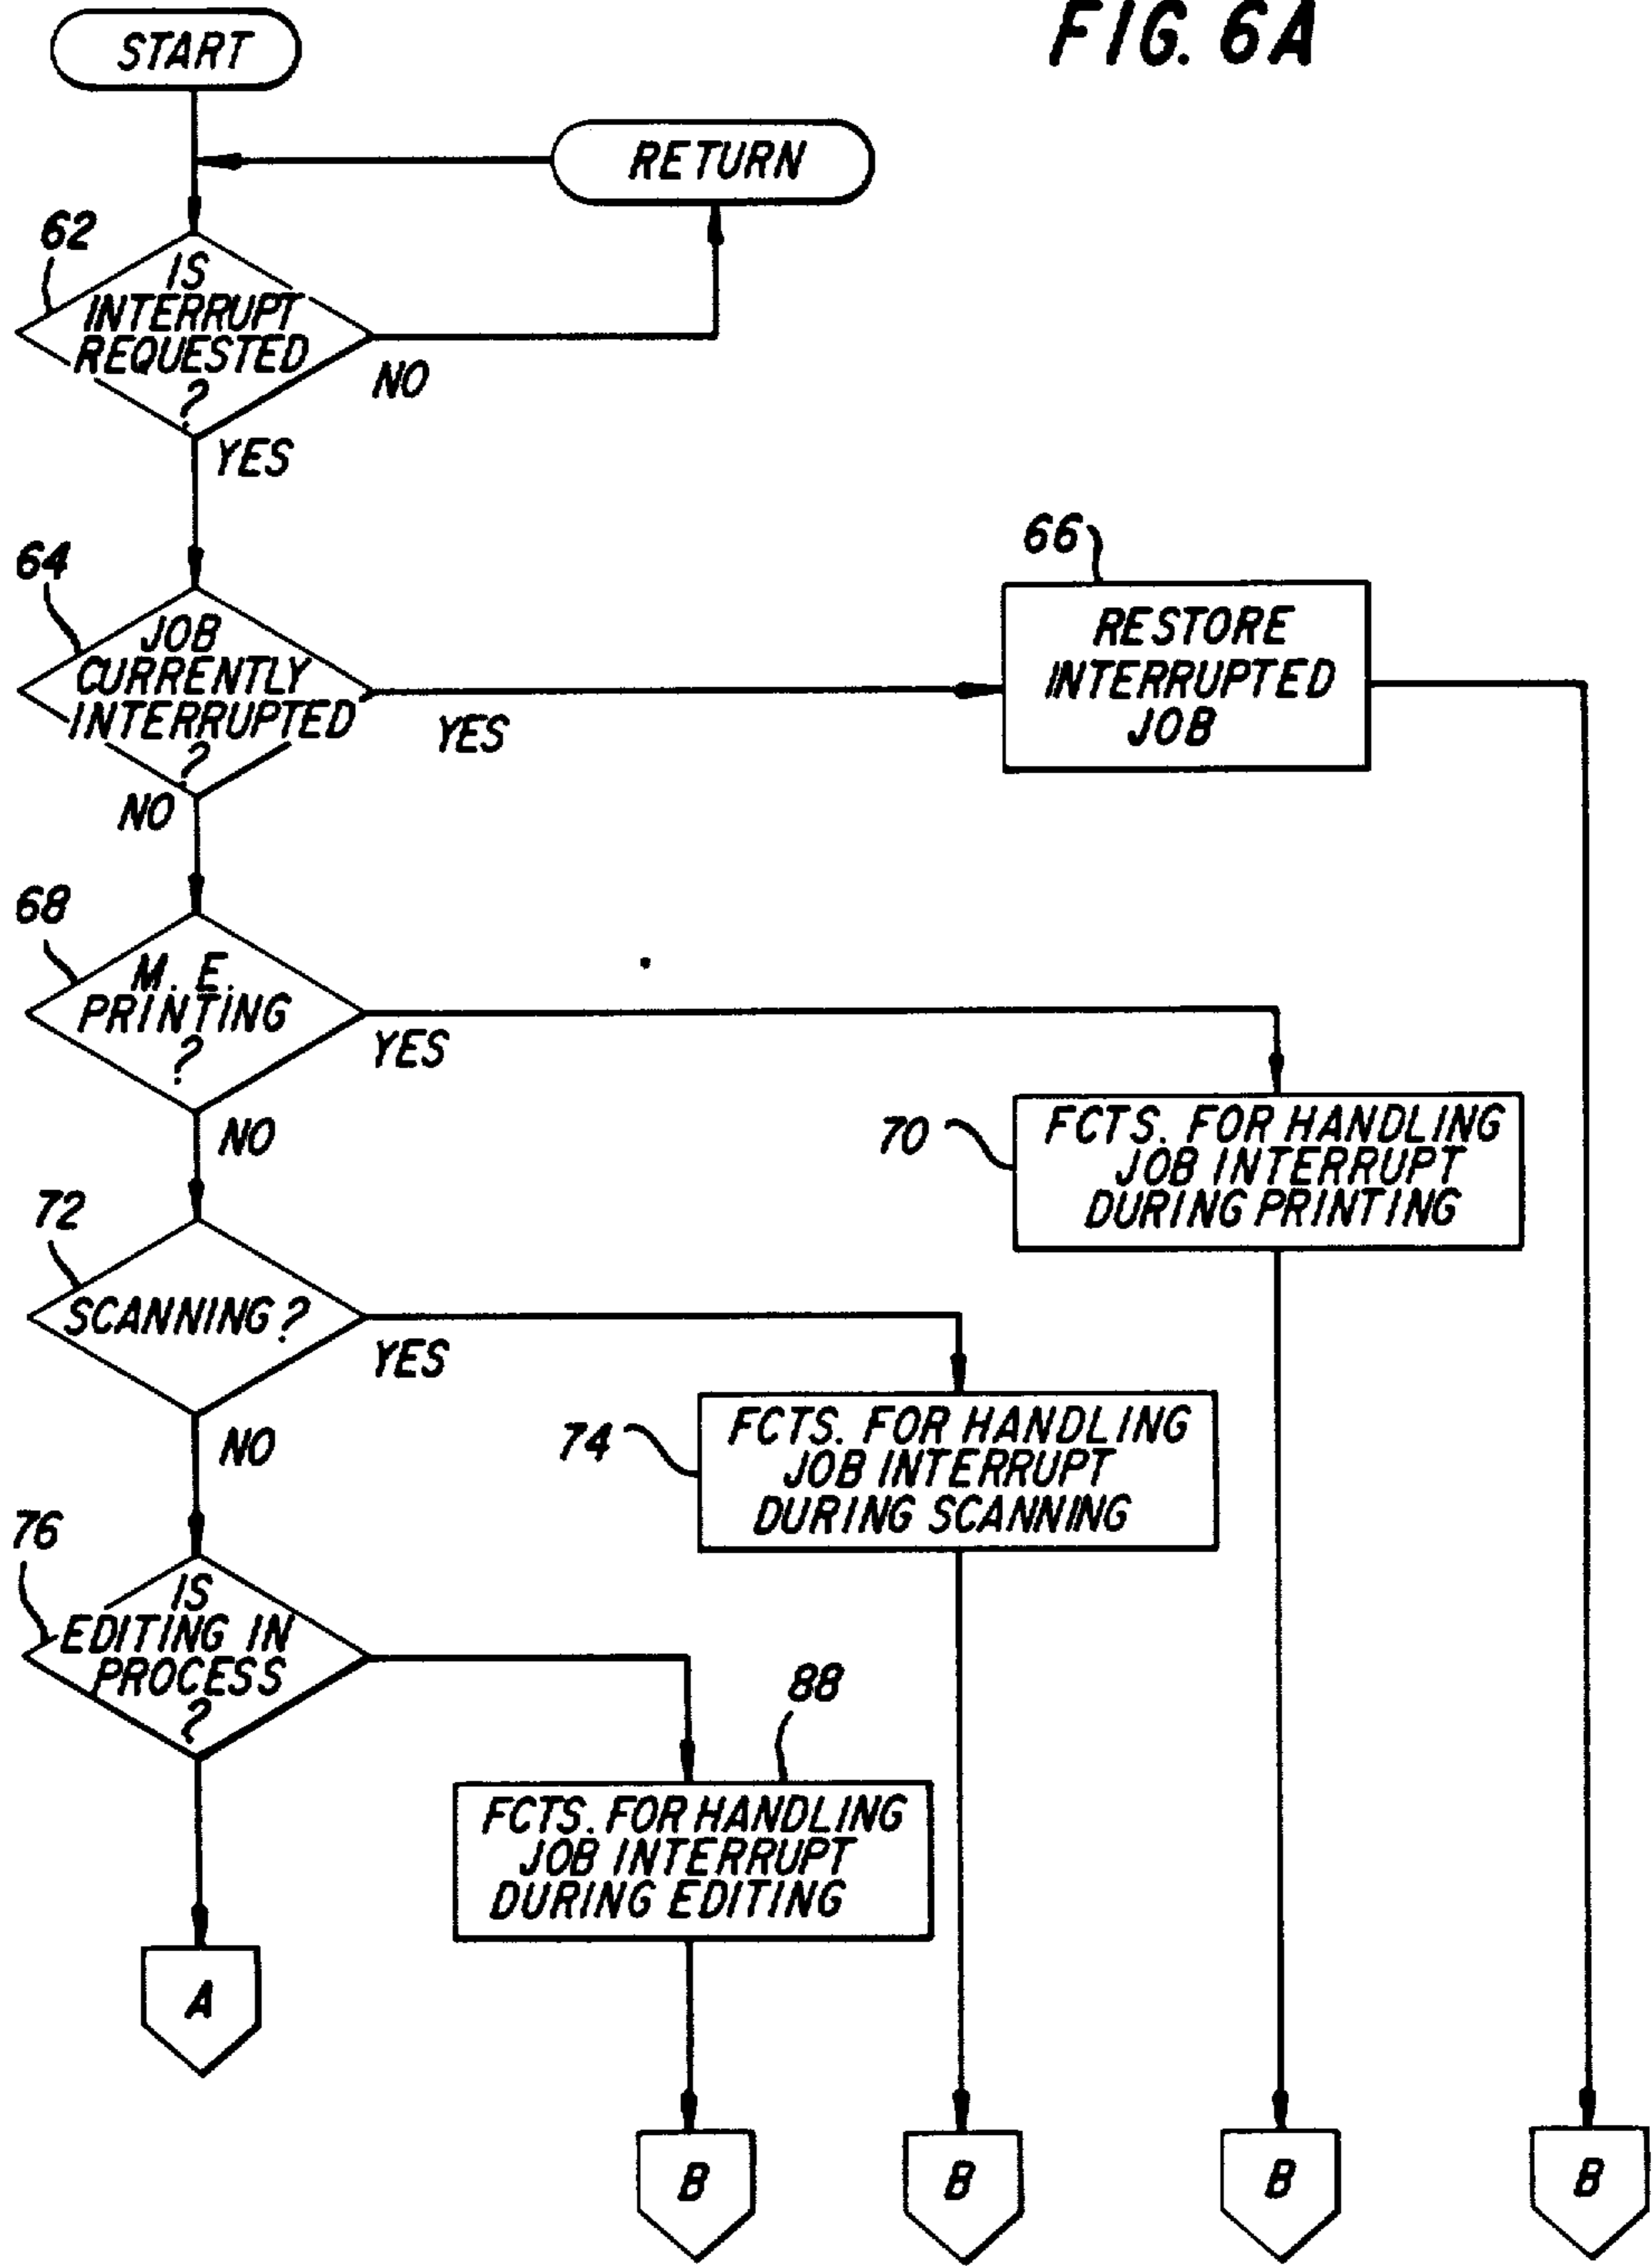 FIG. 6A
START
RETURN
62
IS
INTERRUPT
REQUESTED
?
NO
YES
64
JOB
CURRENTLY
INTERRUPTED
?
YES
NO
66
RESTORE
INTERRUPTED
JOB
68
M. E.
PRINTING
?
YES
NO
70
FCTS. FOR HANDLING
JOB INTERRUPT
DURING PRINTING
72
SCANNING?
YES
NO
74
FCTS. FOR HANDLING
JOB INTERRUPT
DURING SCANNING
76
IS
EDITING IN
PROCESS
?
88
FCTS. FOR HANDLING
JOB INTERRUPT
DURING EDITING
A
B
B
B
B